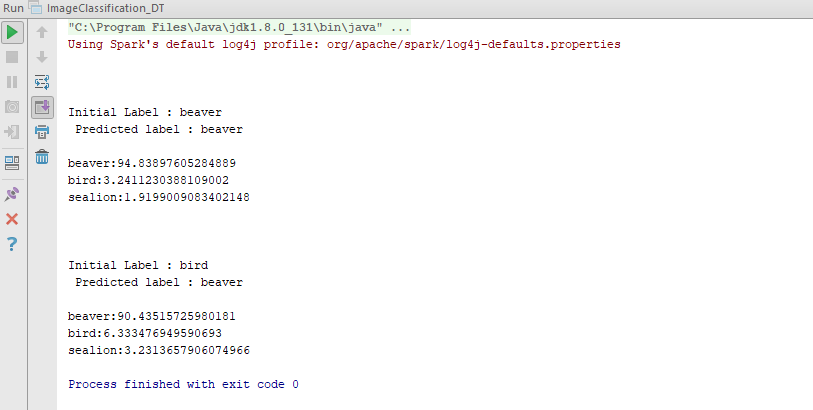 Run ImageClassification_DT
"C:\Program Files\Java\jdk1.8.0_131\bin\java" ...
Using Spark's default log4j profile: org/apache/spark/log4j-defaults.properties
Initial Label : beaver
Predicted label : beaver
beaver:94.83897605284889
bird:3.2411230388109002
sealion:1.9199009083402148
Initial Label : bird
Predicted label : beaver
beaver:90.43515725980181
bird:6.333476949590693
sealion:3.2313657906074966
Process finished with exit code 0